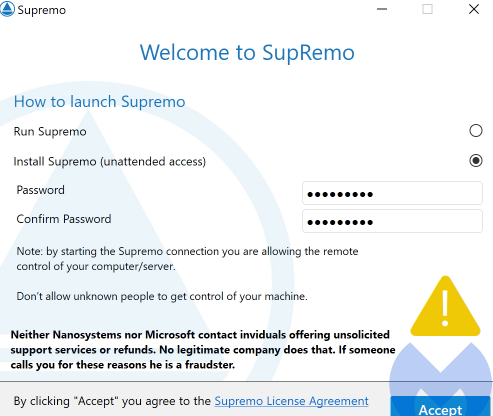 Supremo
Welcome to SupRemo
How to launch Supremo
Run Supremo
Install Supremo (unattended access)
Password
•••••••••
Confirm Password
•••••••••
Note: by starting the Supremo connection you are allowing the remote
control of your computer/server.
Don't allow unknown people to get control of your machine.
Neither Nanosystems nor Microsoft contact inviduals offering unsolicited
support services or refunds. No legitimate company does that. If someone
calls you for these reasons he is a fraudster.
By clicking "Accept" you agree to the Supremo License Agreement
Accept